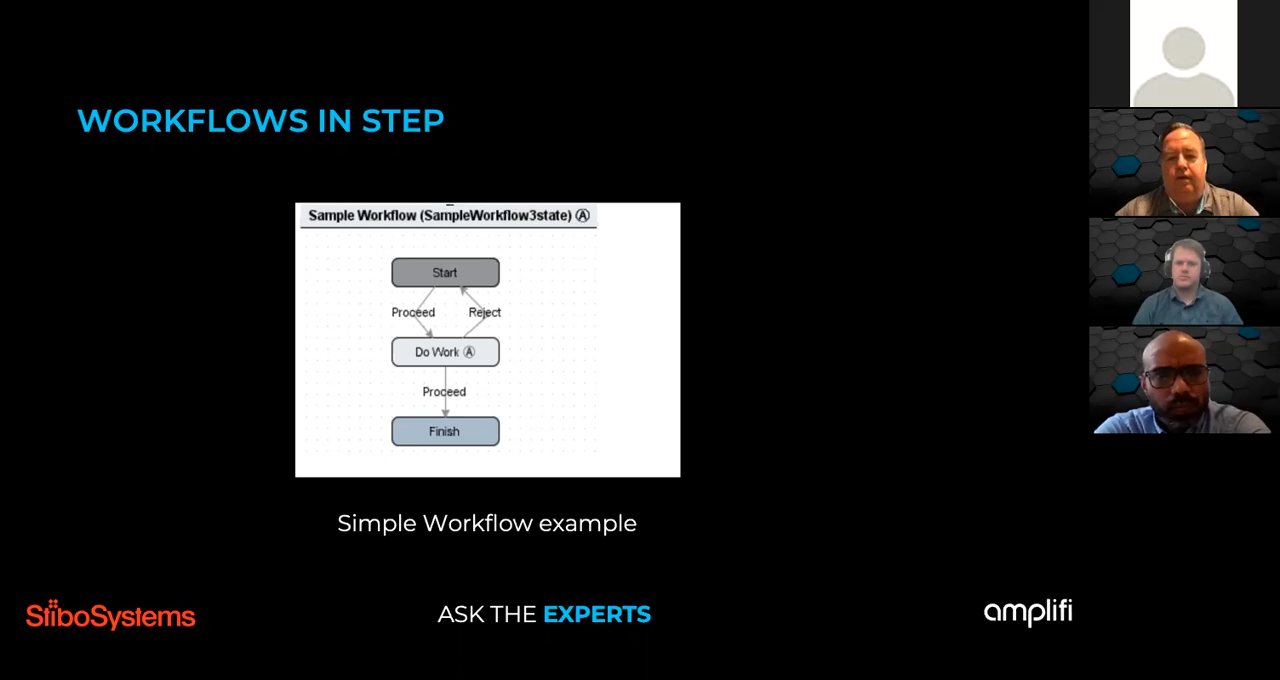 WORKFLOWS IN STEP
Sample Workflow (SampleWorkflow3state) Ⓐ
Start
Proceed
Reject
Do Work Ⓐ
Proceed
Finish
Simple Workflow example
StiboSystems
ASK THE EXPERTS
amplifi